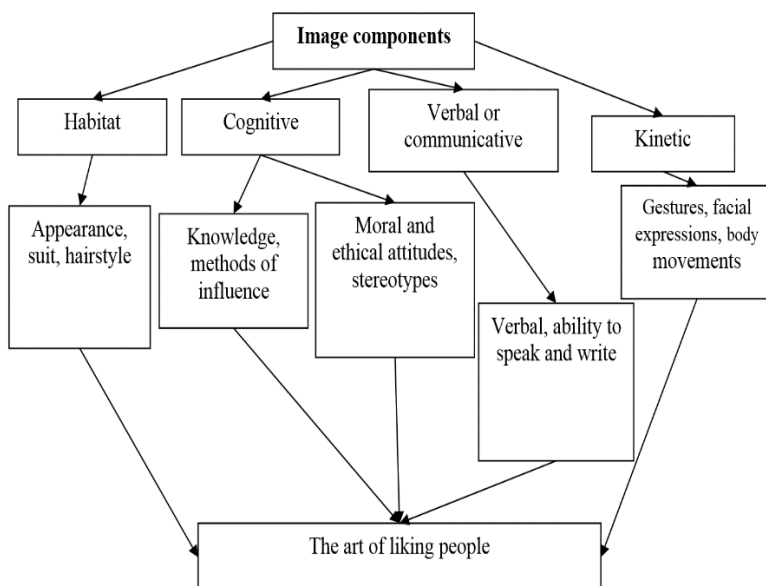 Image components
Habitat
Cognitive
Verbal or
communicative
Kinetic
Appearance,
suit, hairstyle
Knowledge,
methods of
influence
Moral and
ethical attitudes,
stereotypes
Verbal, ability to
speak and write
Gestures, facial
expressions, body
movements
The art of liking people